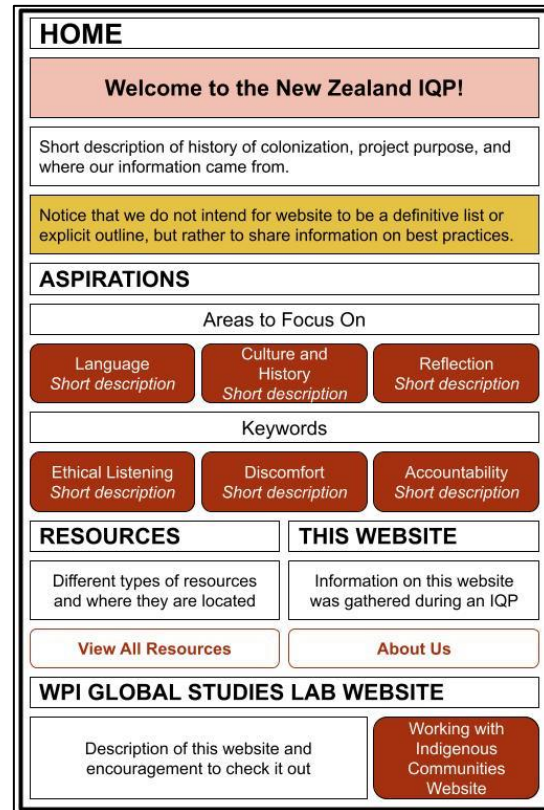 HOME
Welcome to the New Zealand IQP!
Short description of history of colonization, project purpose, and
where our information came from.
Notice that we do not intend for website to be a definitive list or
explicit outline, but rather to share information on best practices.
ASPIRATIONS
Areas to Focus On
Language
Short description
Culture and
History
Short description
Reflection
Short description
Keywords
Ethical Listening
Short description
Discomfort
Short description
Accountability
Short description
RESOURCES
Different types of resources
and where they are located
View All Resources
THIS WEBSITE
Information on this website
was gathered during an IQP
About Us
WPI GLOBAL STUDIES LAB WEBSITE
Description of this website and
encouragement to check it out
Working with
Indigenous
Communities
Website